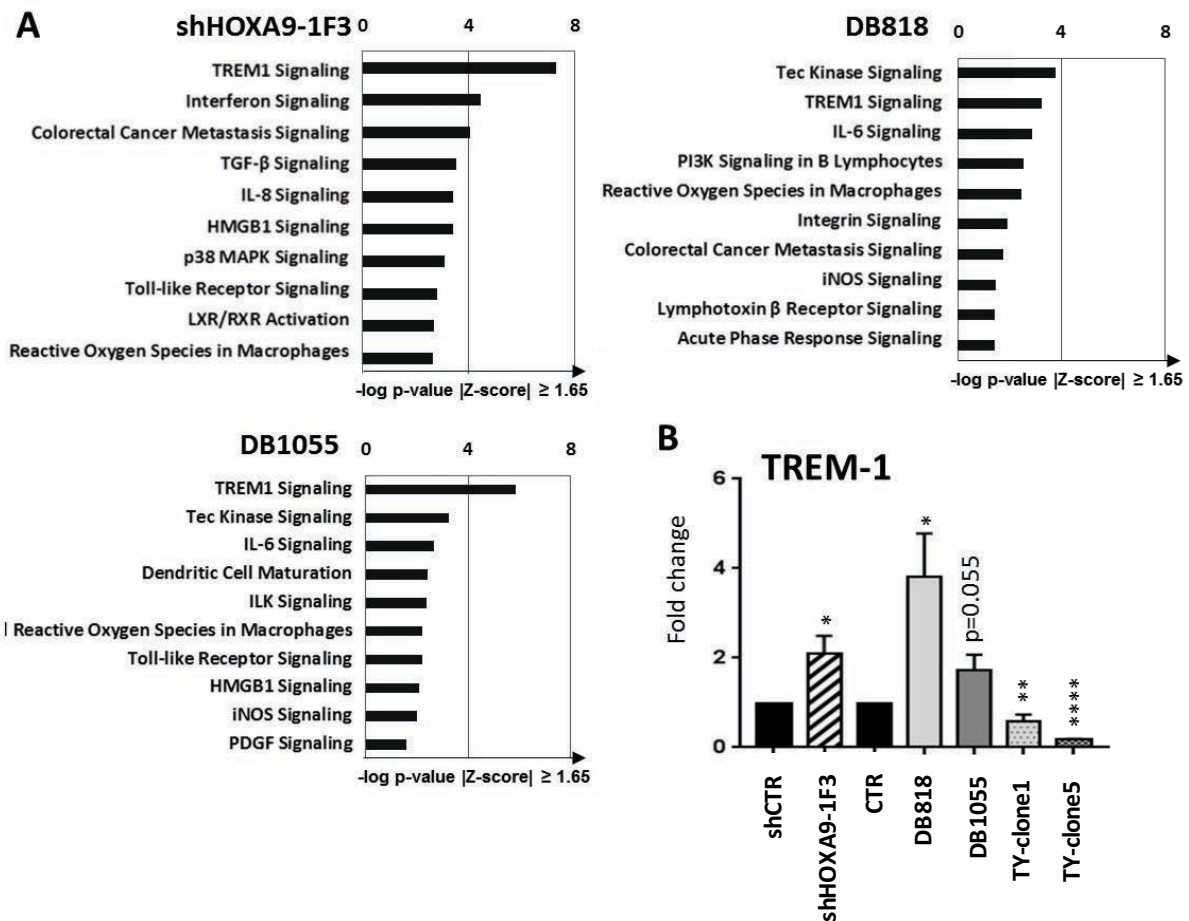 A
shHOXA9-1F3 0 4 8
TREM1 Signaling
Interferon Signaling
Colorectal Cancer Metastasis Signaling
TGF-β Signaling
IL-8 Signaling
HMGB1 Signaling
p38 MAPK Signaling
Toll-like Receptor Signaling
LXR/RXR Activation
Reactive Oxygen Species in Macrophages
-log p-value |Z-score| ≥ 1.65
DB818 0 4 8
Tec Kinase Signaling
TREM1 Signaling
IL-6 Signaling
PI3K Signaling in B Lymphocytes
Reactive Oxygen Species in Macrophages
Integrin Signaling
Colorectal Cancer Metastasis Signaling
iNOS Signaling
Lymphotoxin β Receptor Signaling
Acute Phase Response Signaling
-log p-value |Z-score| ≥ 1.65
DB1055 0 4 8
TREM1 Signaling
Tec Kinase Signaling
IL-6 Signaling
Dendritic Cell Maturation
ILK Signaling
l Reactive Oxygen Species in Macrophages
Toll-like Receptor Signaling
HMGB1 Signaling
iNOS Signaling
PDGF Signaling
-log p-value |Z-score| ≥ 1.65
B
TREM-1
Fold change
6
4
2
0
*
*
p=0.055
**
****
shCTR
shHOXA9-1F3
CTR
DB818
DB1055
TY-clone1
TY-clone5